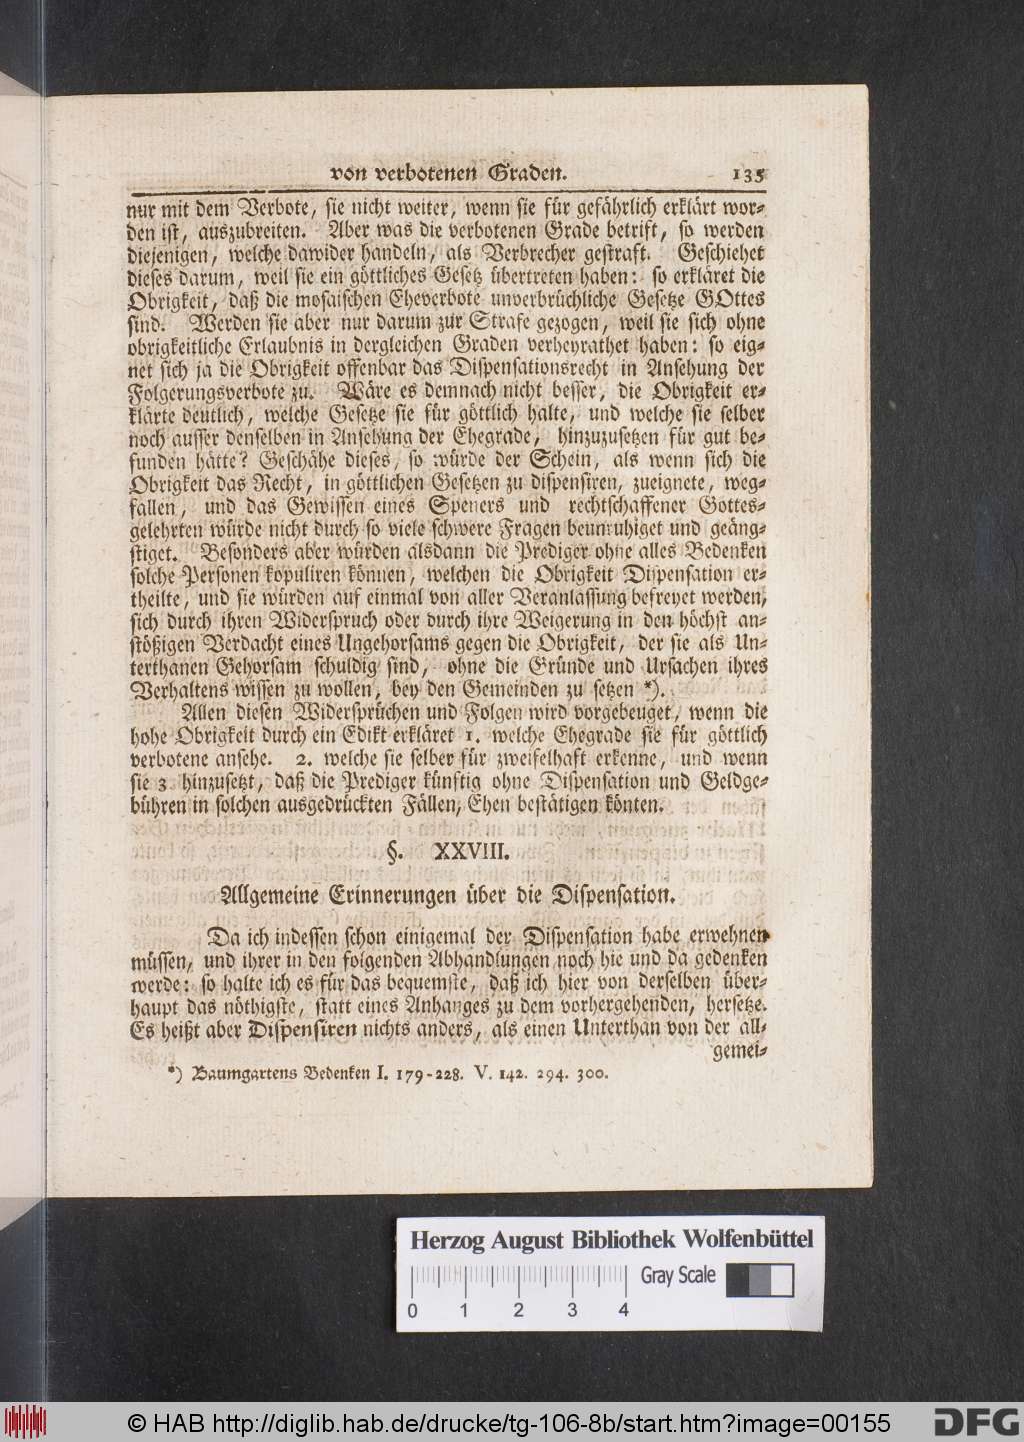 von verbotenen Graden. 135
nur mit dem Verbote, sie nicht weiter, wenn sie für gefährlich erklärt wor-
den ist, auszubreiten. Aber was die verbotenen Grade betrift, so werden
diejenigen, welche dawider handeln, als Verbrecher gestraft. Geschiehet
dieses darum, weil sie ein göttliches Gesetz übertreten haben: so erkläret die
Obrigkeit, daß die mosaischen Eheverbote unverbrüchliche Gesetze GOttes
sind. Werden sie aber nur darum zur Strafe gezogen, weil sie sich ohne
obrigkeitliche Erlaubnis in dergleichen Graden verheyrathet haben: so eig-
net sich ja die Obrigkeit offenbar das Dispensationsrecht in Ansehung der
Folgerungsverbote zu. Wäre es demnach nicht besser, die Obrigkeit er-
klärte deutlich, welche Gesetze sie für göttlich halte, und welche sie selber
noch ausser denselben in Ansehung der Ehegrade, hinzuzusetzen für gut be-
funden hätte? Geschähe dieses, so würde der Schein, als wenn sich die
Obrigkeit das Recht, in göttlichen Gesetzen zu dispensiren, zueignete, weg-
fallen, und das Gewissen eines Speners und rechtschaffener Gottes-
gelehrten würde nicht durch so viele schwere Fragen beunruhiget und geäng-
stiget. Besonders aber würden alsdann die Prediger ohne alles Bedenken
solche Personen kopuliren können, welchen die Obrigkeit Dispensation er-
theilte, und sie würden auf einmal von aller Veranlassung befreyet werden,
sich durch ihren Widerspruch oder durch ihre Weigerung in den höchst an-
stößigen Verdacht eines Ungehorsams gegen die Obrigkeit, der sie als Un-
terthanen Gehorsam schuldig sind, ohne die Gründe und Ursachen ihres
Verhaltens wissen zu wollen, bey den Gemeinden zu setzen *).
Allen diesen Widersprüchen und Folgen wird vorgebeuget, wenn die
hohe Obrigkeit durch ein Edikt erkläret 1. welche Ehegrade sie für göttlich
verbotene ansehe. 2. welche sie selber für zweifelhaft erkenne, und wenn
sie 3 hinzusetzt, daß die Prediger künftig ohne Dispensation und Geldge-
bühren in solchen ausgedrückten Fällen, Ehen bestätigen könten.
§. XXVIII.
Allgemeine Erinnerungen über die Dispensation.
Da ich indessen schon einigemal der Dispensation habe erwehnen
müssen, und ihrer in den folgenden Abhandlungen noch hie und da gedenken
werde: so halte ich es für das bequemste, daß ich hier von derselben über-
haupt das nöthigste, statt eines Anhanges zu dem vorhergehenden, hersetze.
Es heißt aber Dispensiren nichts anders, als einen Unterthan von der all-
gemei-
*) Baumgartens Bedenken I. 179-228. V. 142. 294. 300.
Herzog August Bibliothek Wolfenbüttel
Gray Scale
0 1 2 3 4
© HAB http://diglib.hab.de/drucke/tg-106-8b/start.htm?image=00155
DFG